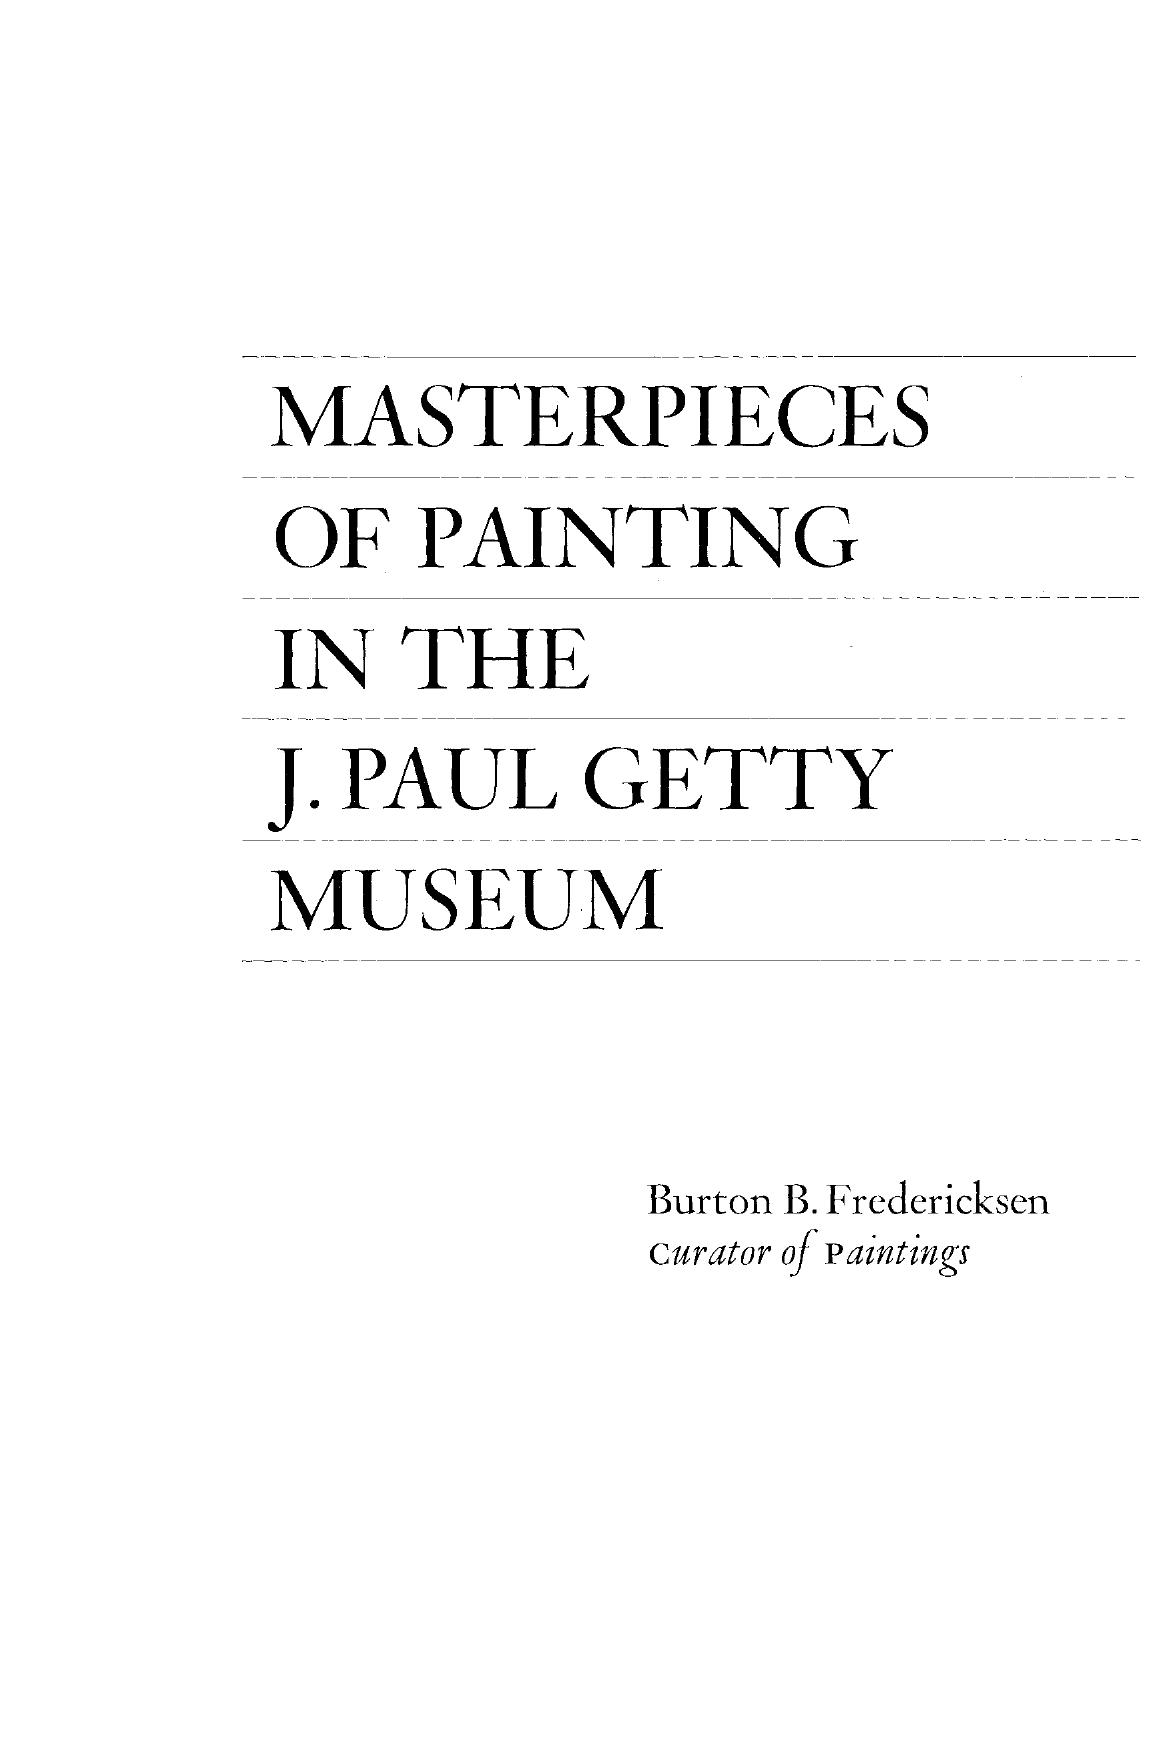 MASTERPIECES
OF PAINTING
IN THE
J. PAUL GETTY
MUSEUM
Burton B. Fredericksen
Curator of Paintings